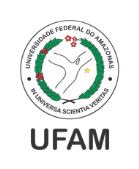 UNIVERSIDADE FEDERAL DO AMAZONAS
IN UNIVERSA SCIENTIA VERITAS
UFAM